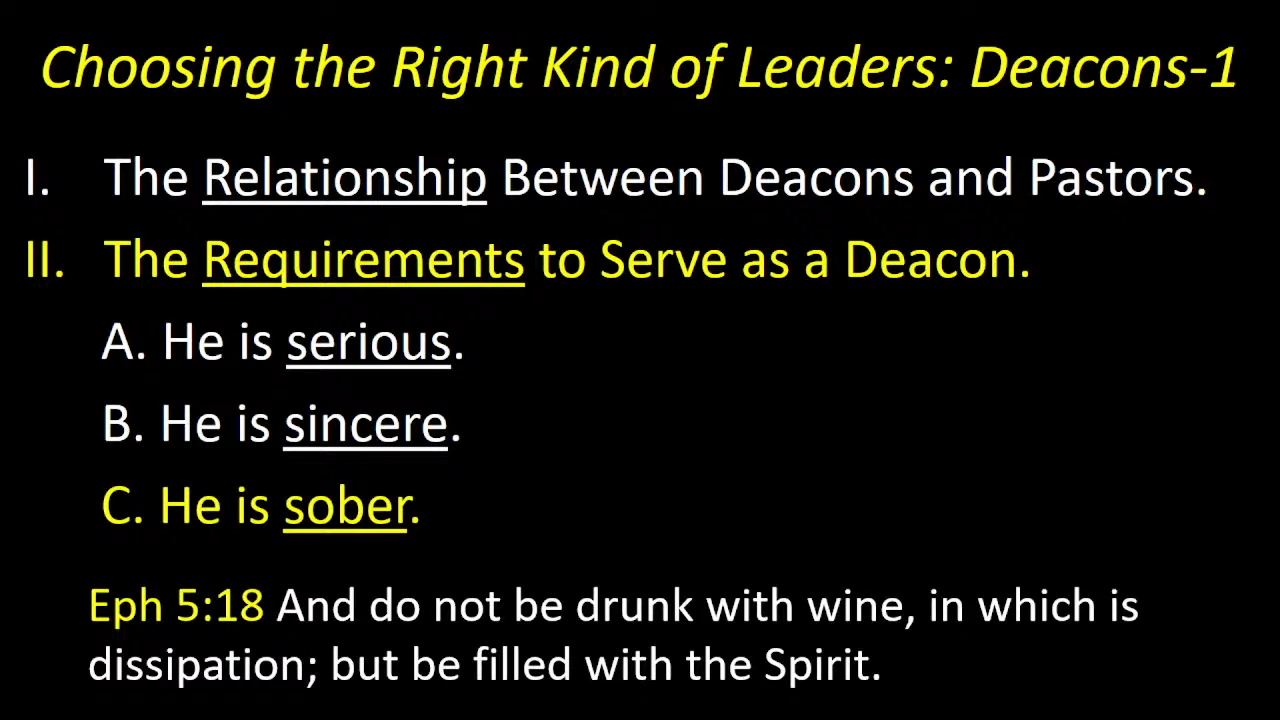 Choosing the Right Kind of Leaders: Deacons-1
I. The Relationship Between Deacons and Pastors.
II. The Requirements to Serve as a Deacon.
A. He is serious.
B. He is sincere.
C. He is sober.
Eph 5:18 And do not be drunk with wine, in which is
dissipation; but be filled with the Spirit.